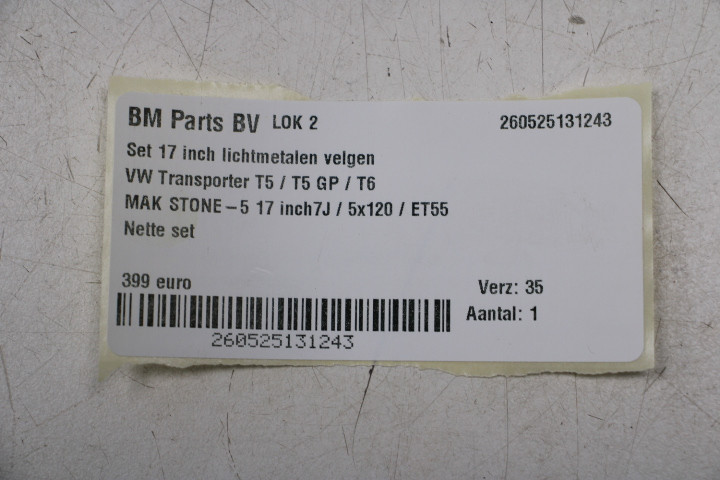 BM Parts BV LOK 2 260525131243
Set 17 inch lichtmetalen velgen
VW Transporter T5 / T5 GP / T6
MAK STONE-5 17 inch7J / 5x120 / ET55
Nette set
399 euro Verz: 35
Aantal: 1
260525131243